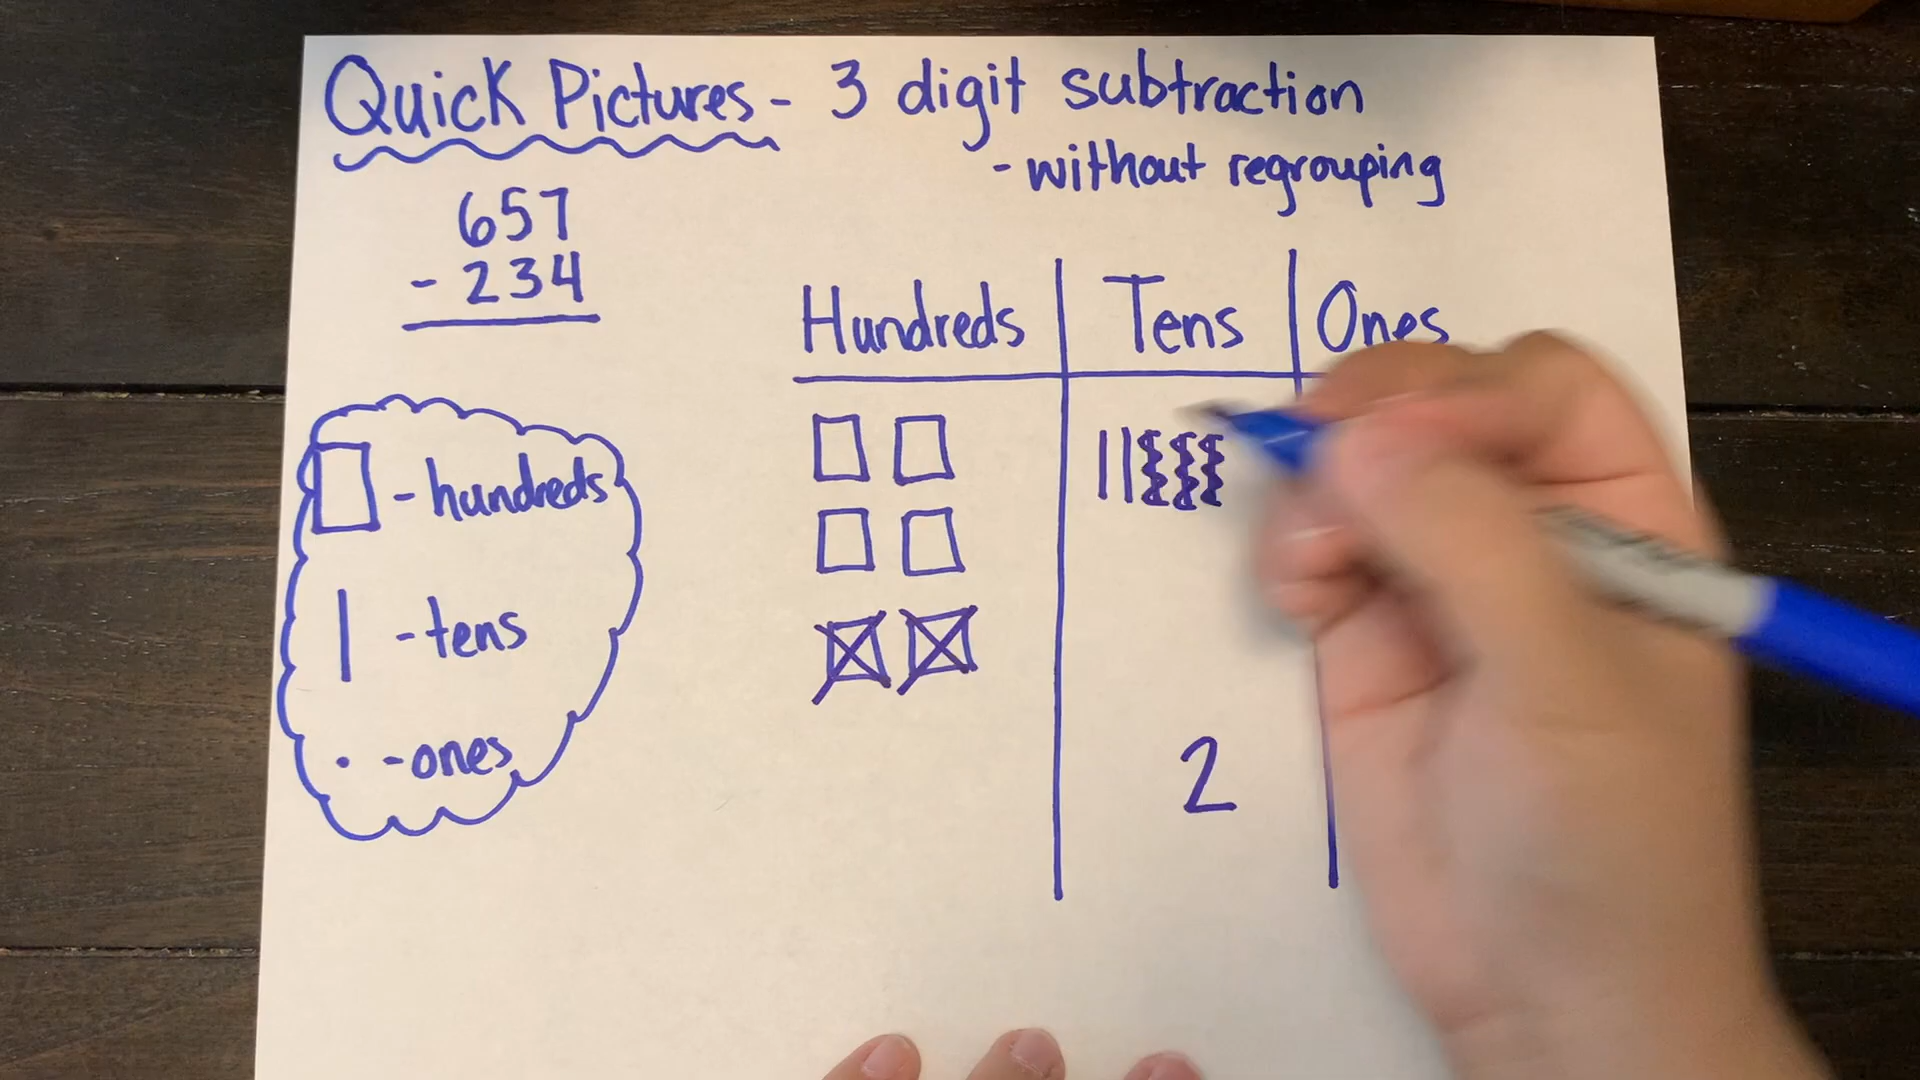 Quick Pictures - 3 digit subtraction
- without regrouping
657
- 234
Hundreds Tens Ones
- hundreds
- tens
- ones
2